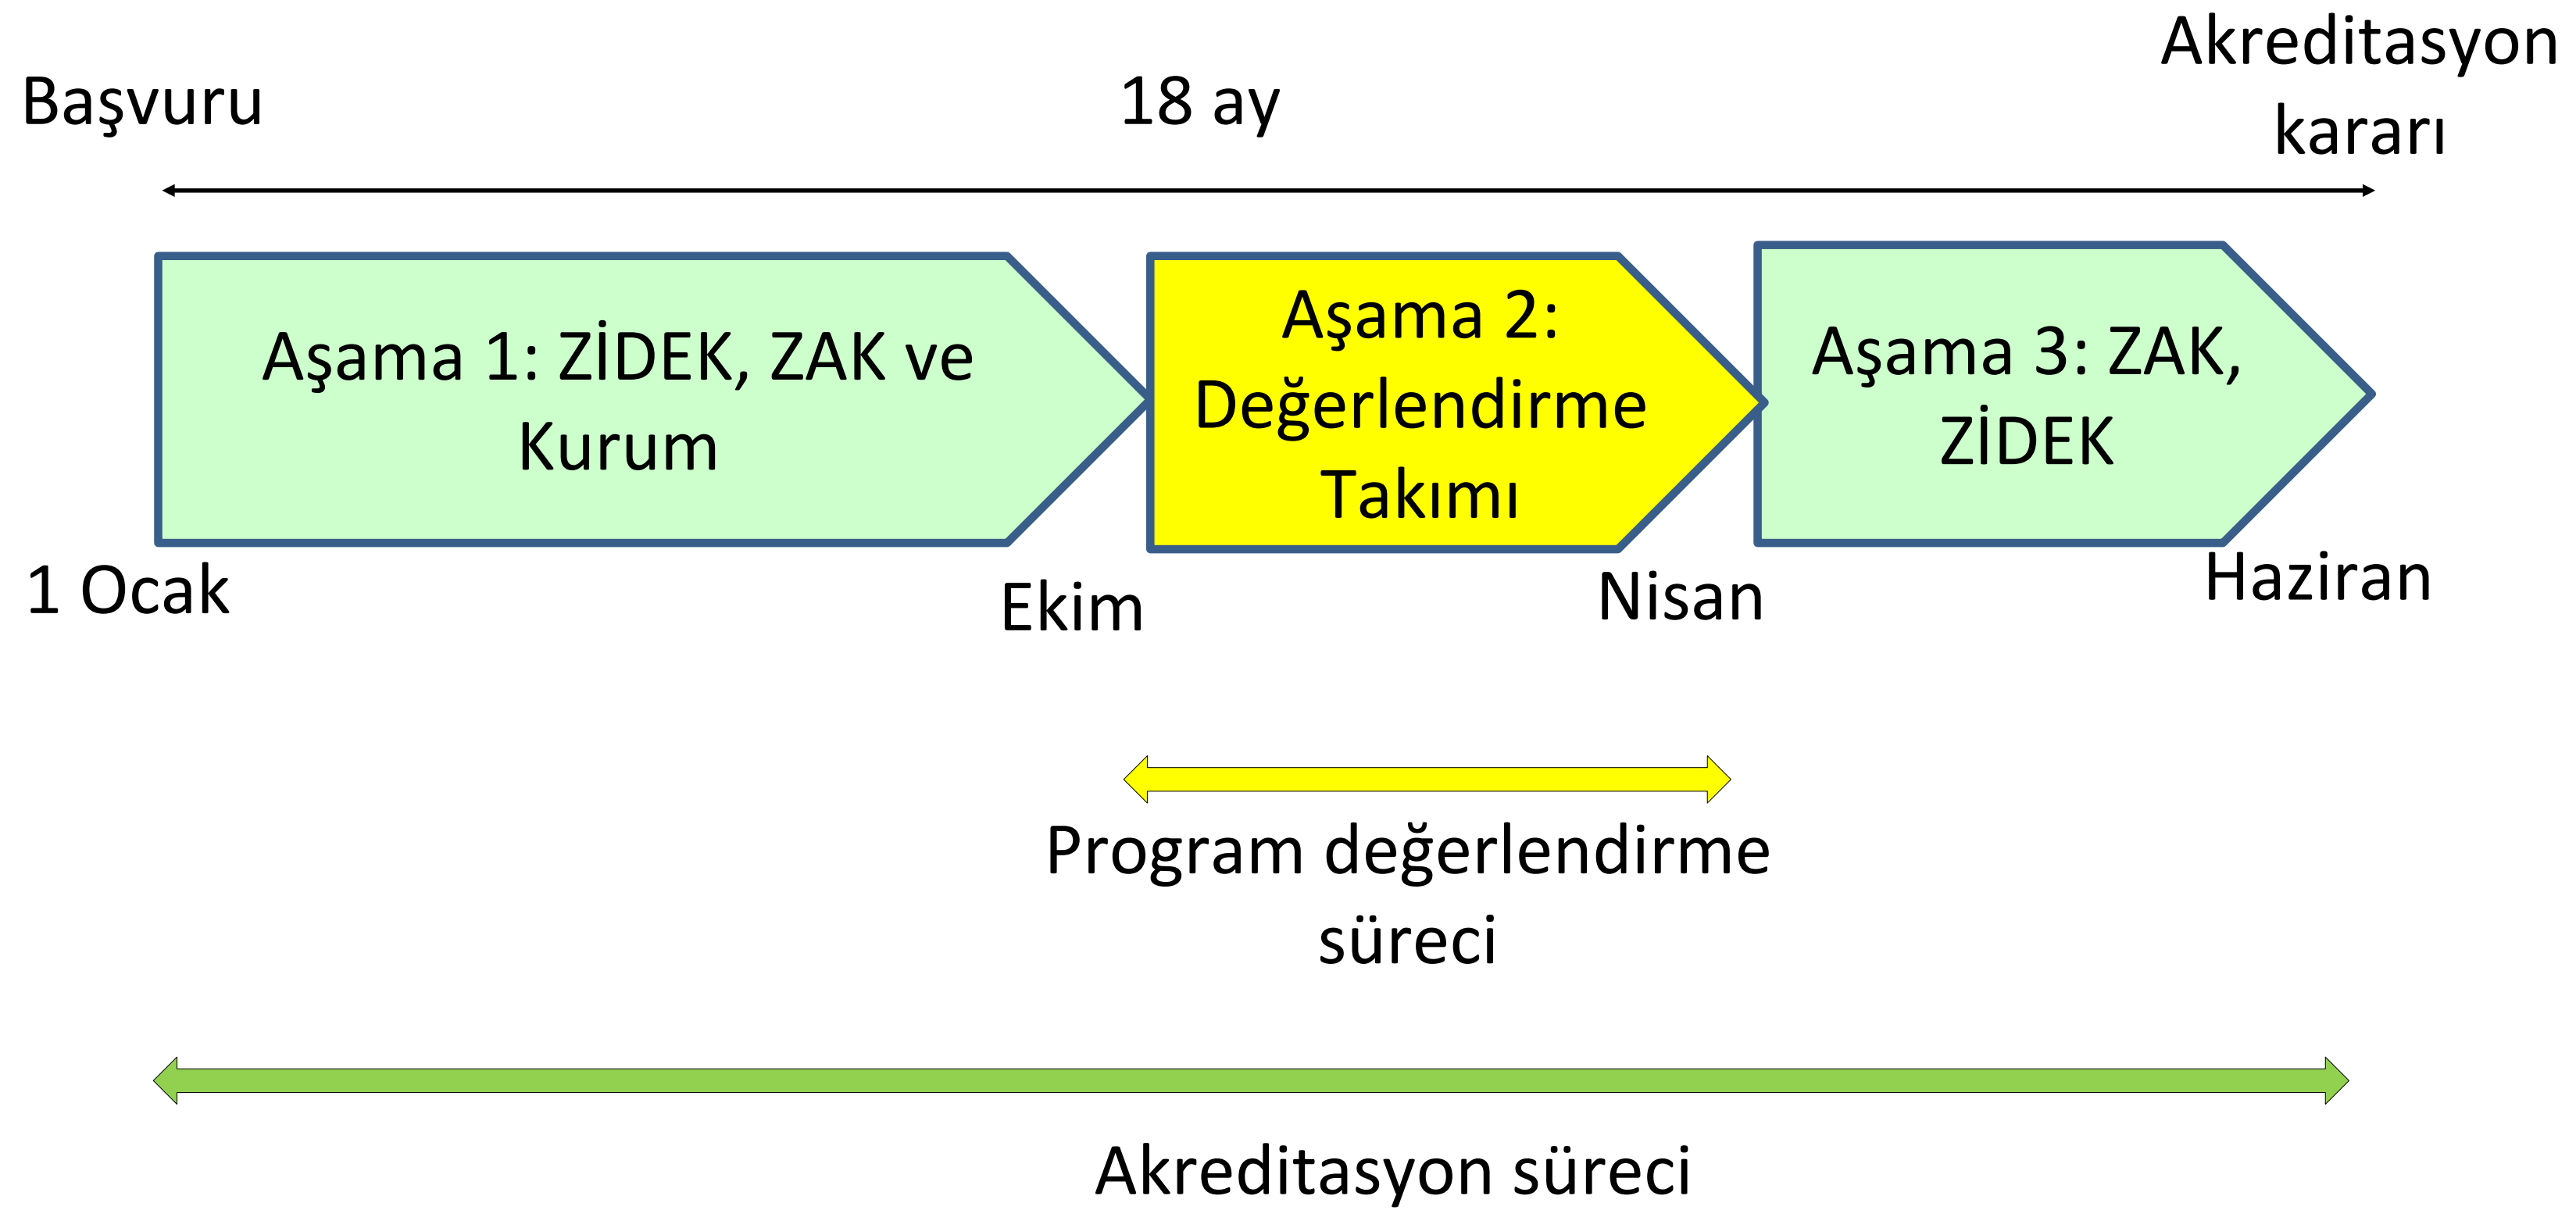 Başvuru
18 ay
Akreditasyon
kararı
Aşama 1: ZİDEK, ZAK ve
Kurum
Aşama 2:
Değerlendirme
Takımı
Aşama 3: ZAK,
ZİDEK
1 Ocak
Ekim
Nisan
Haziran
Program değerlendirme
süreci
Akreditasyon süreci